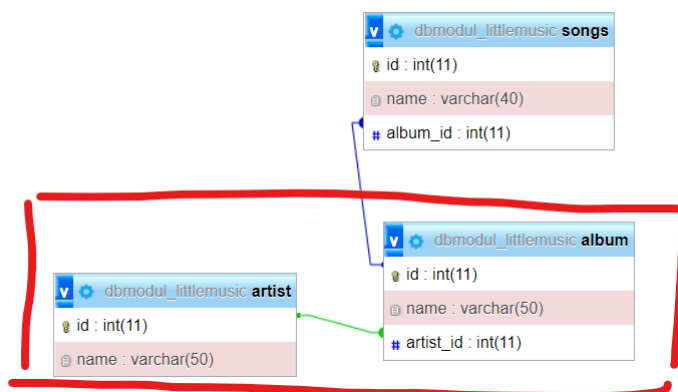 dbmodul_littlemusic songs
id : int(11)
name : varchar(40)
# album_id : int(11)
dbmodul_littlemusic album
id : int(11)
name : varchar(50)
# artist_id : int(11)
dbmodul_littlemusic artist
id : int(11)
name : varchar(50)